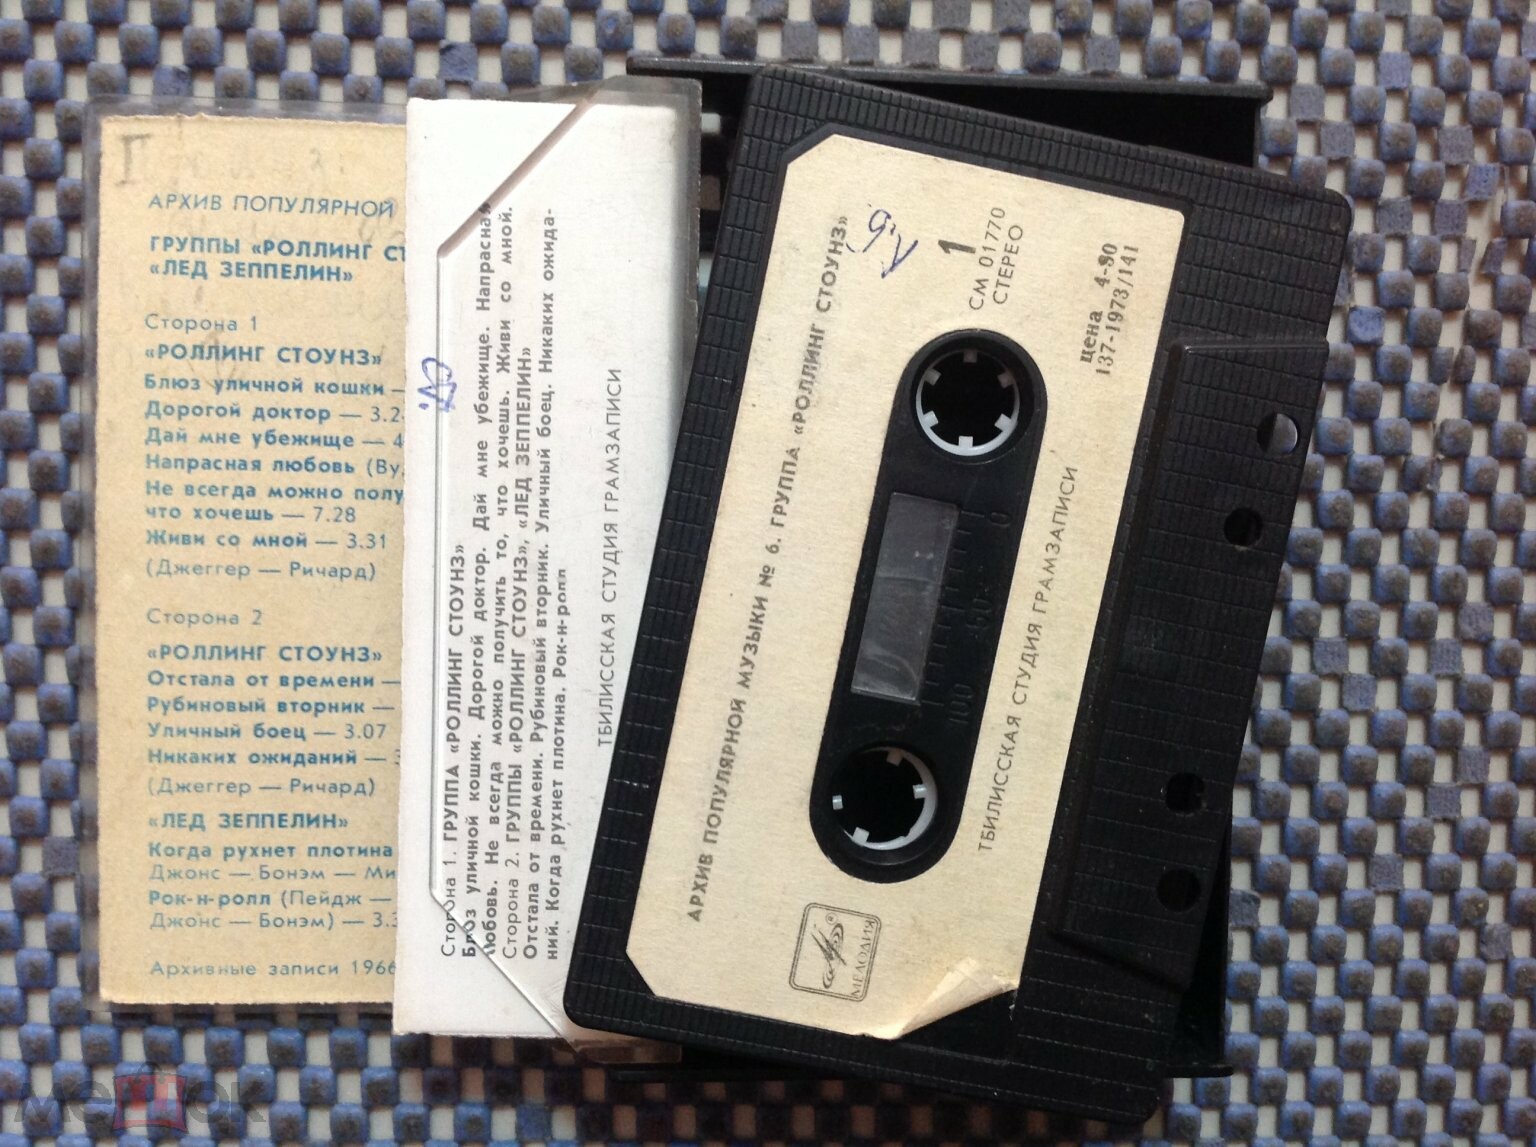 АРХИВ ПОПУЛЯРНОЙ
ГРУППЫ «РОЛЛИНГ СТ
«ЛЕД ЗЕППЕЛИН»
Сторона 1
«РОЛЛИНГ СТОУНЗ»
Блюз уличной кошки —
Дорогой доктор — 3.2
Дай мне убежище — 4
Напрасная любовь (Ву
Не всегда можно полу
что хочешь — 7.28
Живи со мной — 3.31
(Джеггер — Ричард)
Сторона 2
«РОЛЛИНГ СТОУНЗ»
Отстала от времени —
Рубиновый вторник —
Уличный боец — 3.07
Никаких ожиданий — 3
(Джеггер — Ричард)
«ЛЕД ЗЕППЕЛИН»
Когда рухнет плотина
Джонс — Бонэм — Ми
Рок-н-ролл (Пейдж —
Джонс — Бонэм) — 3.3
Архивные записи 1966
Сторона 1. ГРУППА «РОЛЛИНГ СТОУНЗ»
Блюз уличной кошки. Дорогой доктор. Дай мне убежище. Напрасная
любовь. Не всегда можно получить то, что хочешь. Живи со мной.
Сторона 2. ГРУППЫ «РОЛЛИНГ СТОУНЗ», «ЛЕД ЗЕППЕЛИН»
Отстала от времени. Рубиновый вторник. Уличный боец. Никаких ожида-
ний. Когда рухнет плотина. Рок-н-ролл
ТБИЛИССКАЯ СТУДИЯ ГРАМЗАПИСИ
АРХИВ ПОПУЛЯРНОЙ МУЗЫКИ № 6. ГРУППА «РОЛЛИНГ СТОУНЗ»
1
СМ 01770
СТЕРЕО
100 50 0
ТБИЛИССКАЯ СТУДИЯ ГРАМЗАПИСИ
цена 4-80
137-1973/141
МЕЛОДИЯ
мешок